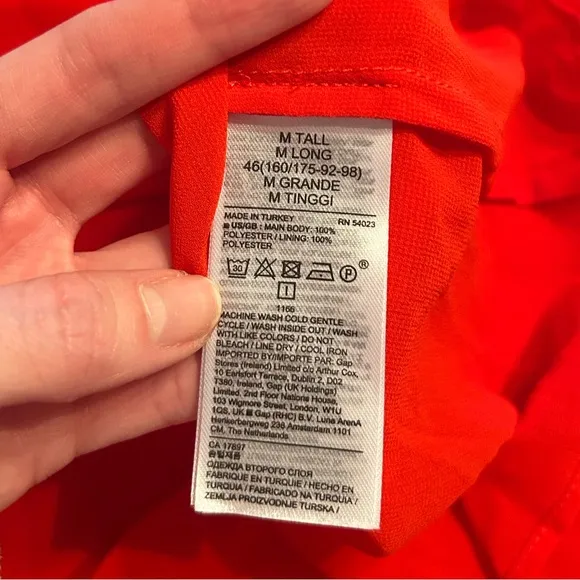 M TALL
M LONG
46(160/175-92-98)
M GRANDE
M TINGGI
MADE IN TURKEY RN 54023
US/GB : MAIN BODY: 100%
POLYESTER / LINING: 100%
POLYESTER
30 P ®
1166
MACHINE WASH COLD GENTLE
CYCLE / WASH INSIDE OUT / WASH
WITH LIKE COLORS / DO NOT
BLEACH / LINE DRY / COOL IRON
IMPORTED BY/IMPORTE PAR: Gap
Stores (Ireland) Limited c/o Arthur Cox,
10 Earlsfort Terrace, Dublin 2, D02
T380, Ireland, Gap (UK Holdings)
Limited, 2nd Floor Nations House,
103 Wigmore Street, London, W1U
1QS, UK Gap (RHC) B.V. Luna ArenA
Herikerbergweg 238 Amsterdam 1101
CM, The Netherlands
CA 17897
ОДЕЖДА ВТОРОГО СЛОЯ
FABRIQUE EN TURQUIE / HECHO EN
TURQUIA / FABRICADO NA TURQUIA /
ZEMLJA PROIZVODNJE TURSKA /